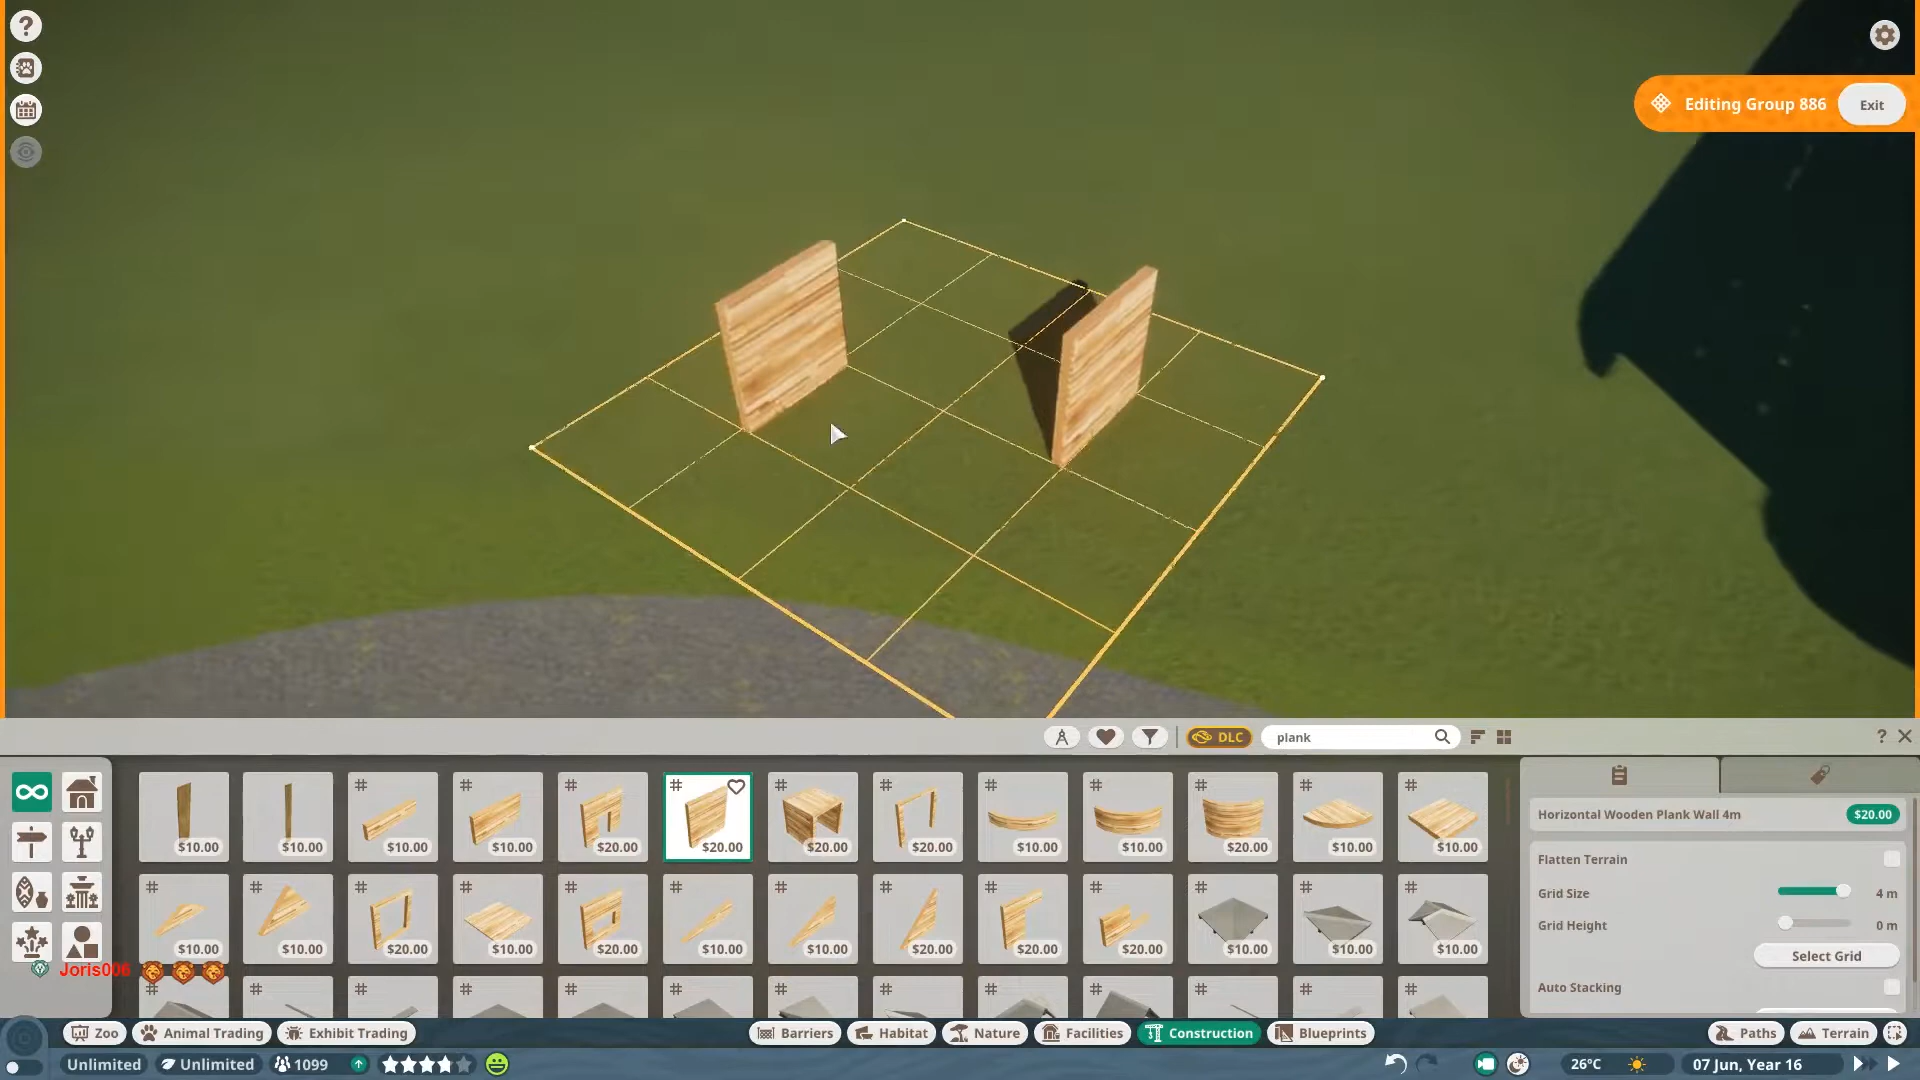 ?
Editing Group 886 Exit
DLC plank ?
$10.00 $10.00 $10.00 $10.00 $20.00 $20.00 $20.00 $20.00 $10.00 $10.00 $20.00 $10.00 $10.00
Horizontal Wooden Plank Wall 4m $20.00
Flatten Terrain
Grid Size 4 m
Grid Height 0 m
Select Grid
Auto Stacking
$10.00 $10.00 $20.00 $10.00 $20.00 $10.00 $10.00 $20.00 $20.00 $20.00 $10.00 $10.00 $10.00
Joris006
Zoo Animal Trading Exhibit Trading Barriers Habitat Nature Facilities Construction Blueprints Paths Terrain
Unlimited Unlimited 1099 26°C 07 Jun, Year 16